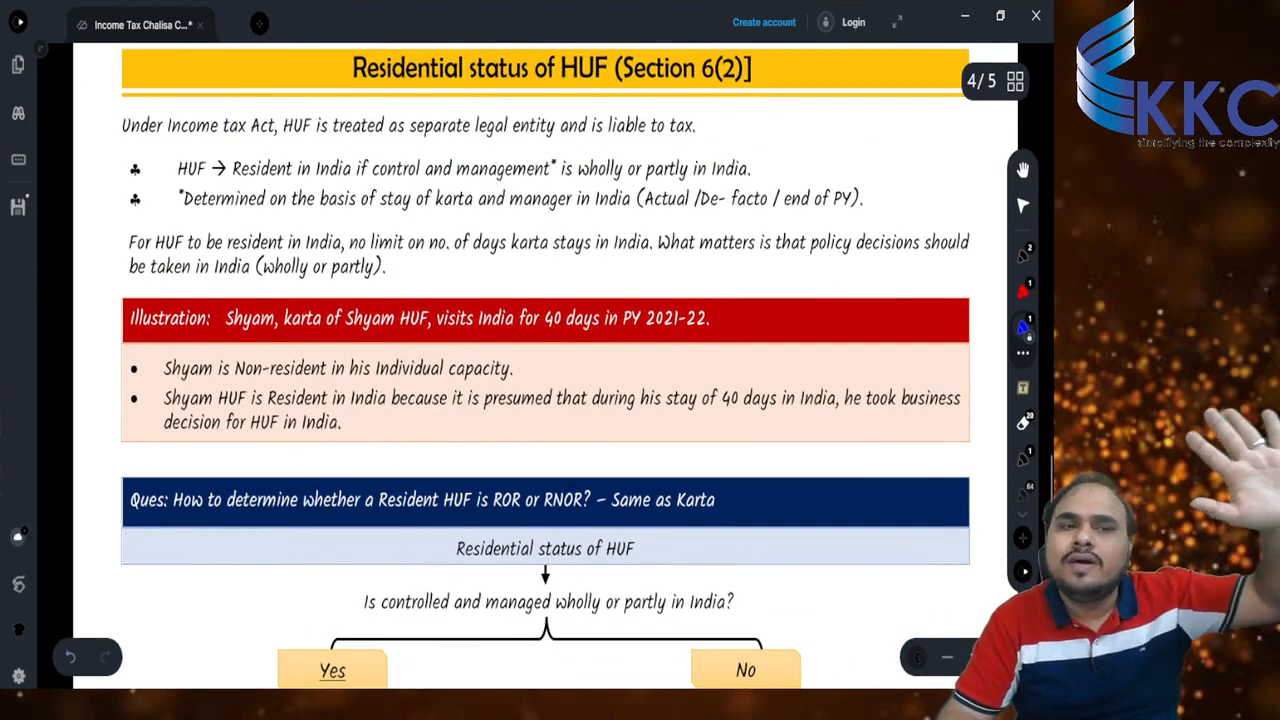 Income Tax Chalisa C...*
Create account
Login
Residential status of HUF (Section 6(2)]
4 / 5
KKC
simplifying the complexity
Under Income tax Act, HUF is treated as separate legal entity and is liable to tax.
♣ HUF → Resident in India if control and management* is wholly or partly in India.
♣ *Determined on the basis of stay of karta and manager in India (Actual /De- facto / end of PY).
For HUF to be resident in India, no limit on no. of days karta stays in India. What matters is that policy decisions should
be taken in India (wholly or partly).
Illustration: Shyam, karta of Shyam HUF, visits India for 40 days in PY 2021-22.
• Shyam is Non-resident in his Individual capacity.
• Shyam HUF is Resident in India because it is presumed that during his stay of 40 days in India, he took business
decision for HUF in India.
Ques: How to determine whether a Resident HUF is ROR or RNOR? – Same as Karta
Residential status of HUF
Is controlled and managed wholly or partly in India?
Yes
No
2
1
1
T
20
1
64